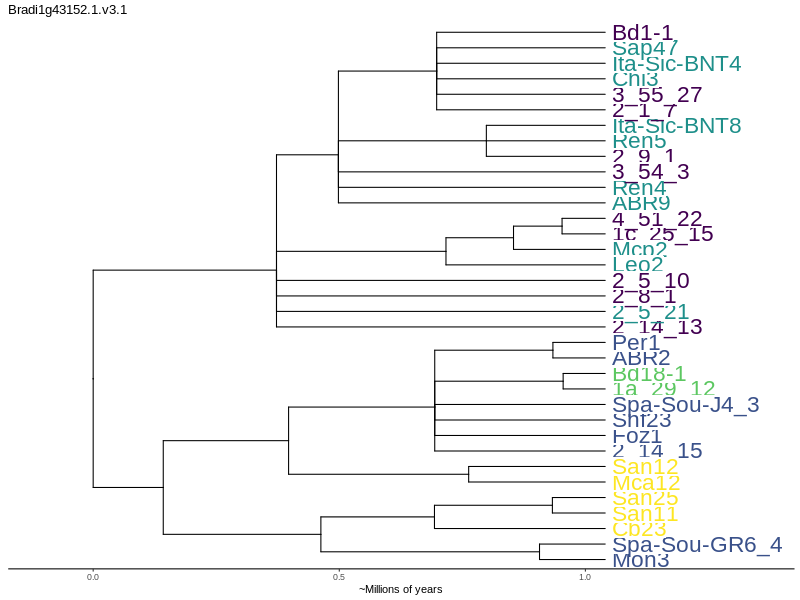 Bradi1g43152.1.v3.1
Bd1-1
Sap47
Ita-Sic-BNT4
Chi3
3_55_27
2_1_7
Ita-Sic-BNT8
Ren5
2_9_1
3_54_3
Ren4
ABR9
4_51_22
1c_25_15
Mcp2
Leo2
2_5_10
2_8_1
2_5_21
2_14_13
Per1
ABR2
Bd18-1
1a_29_12
Spa-Sou-J4_3
Foz1
2_14_15
San12
Mca12
San25
San11
Cb23
Spa-Sou-GR6_4
Mon3
0.0
0.5
1.0
~Millions of years